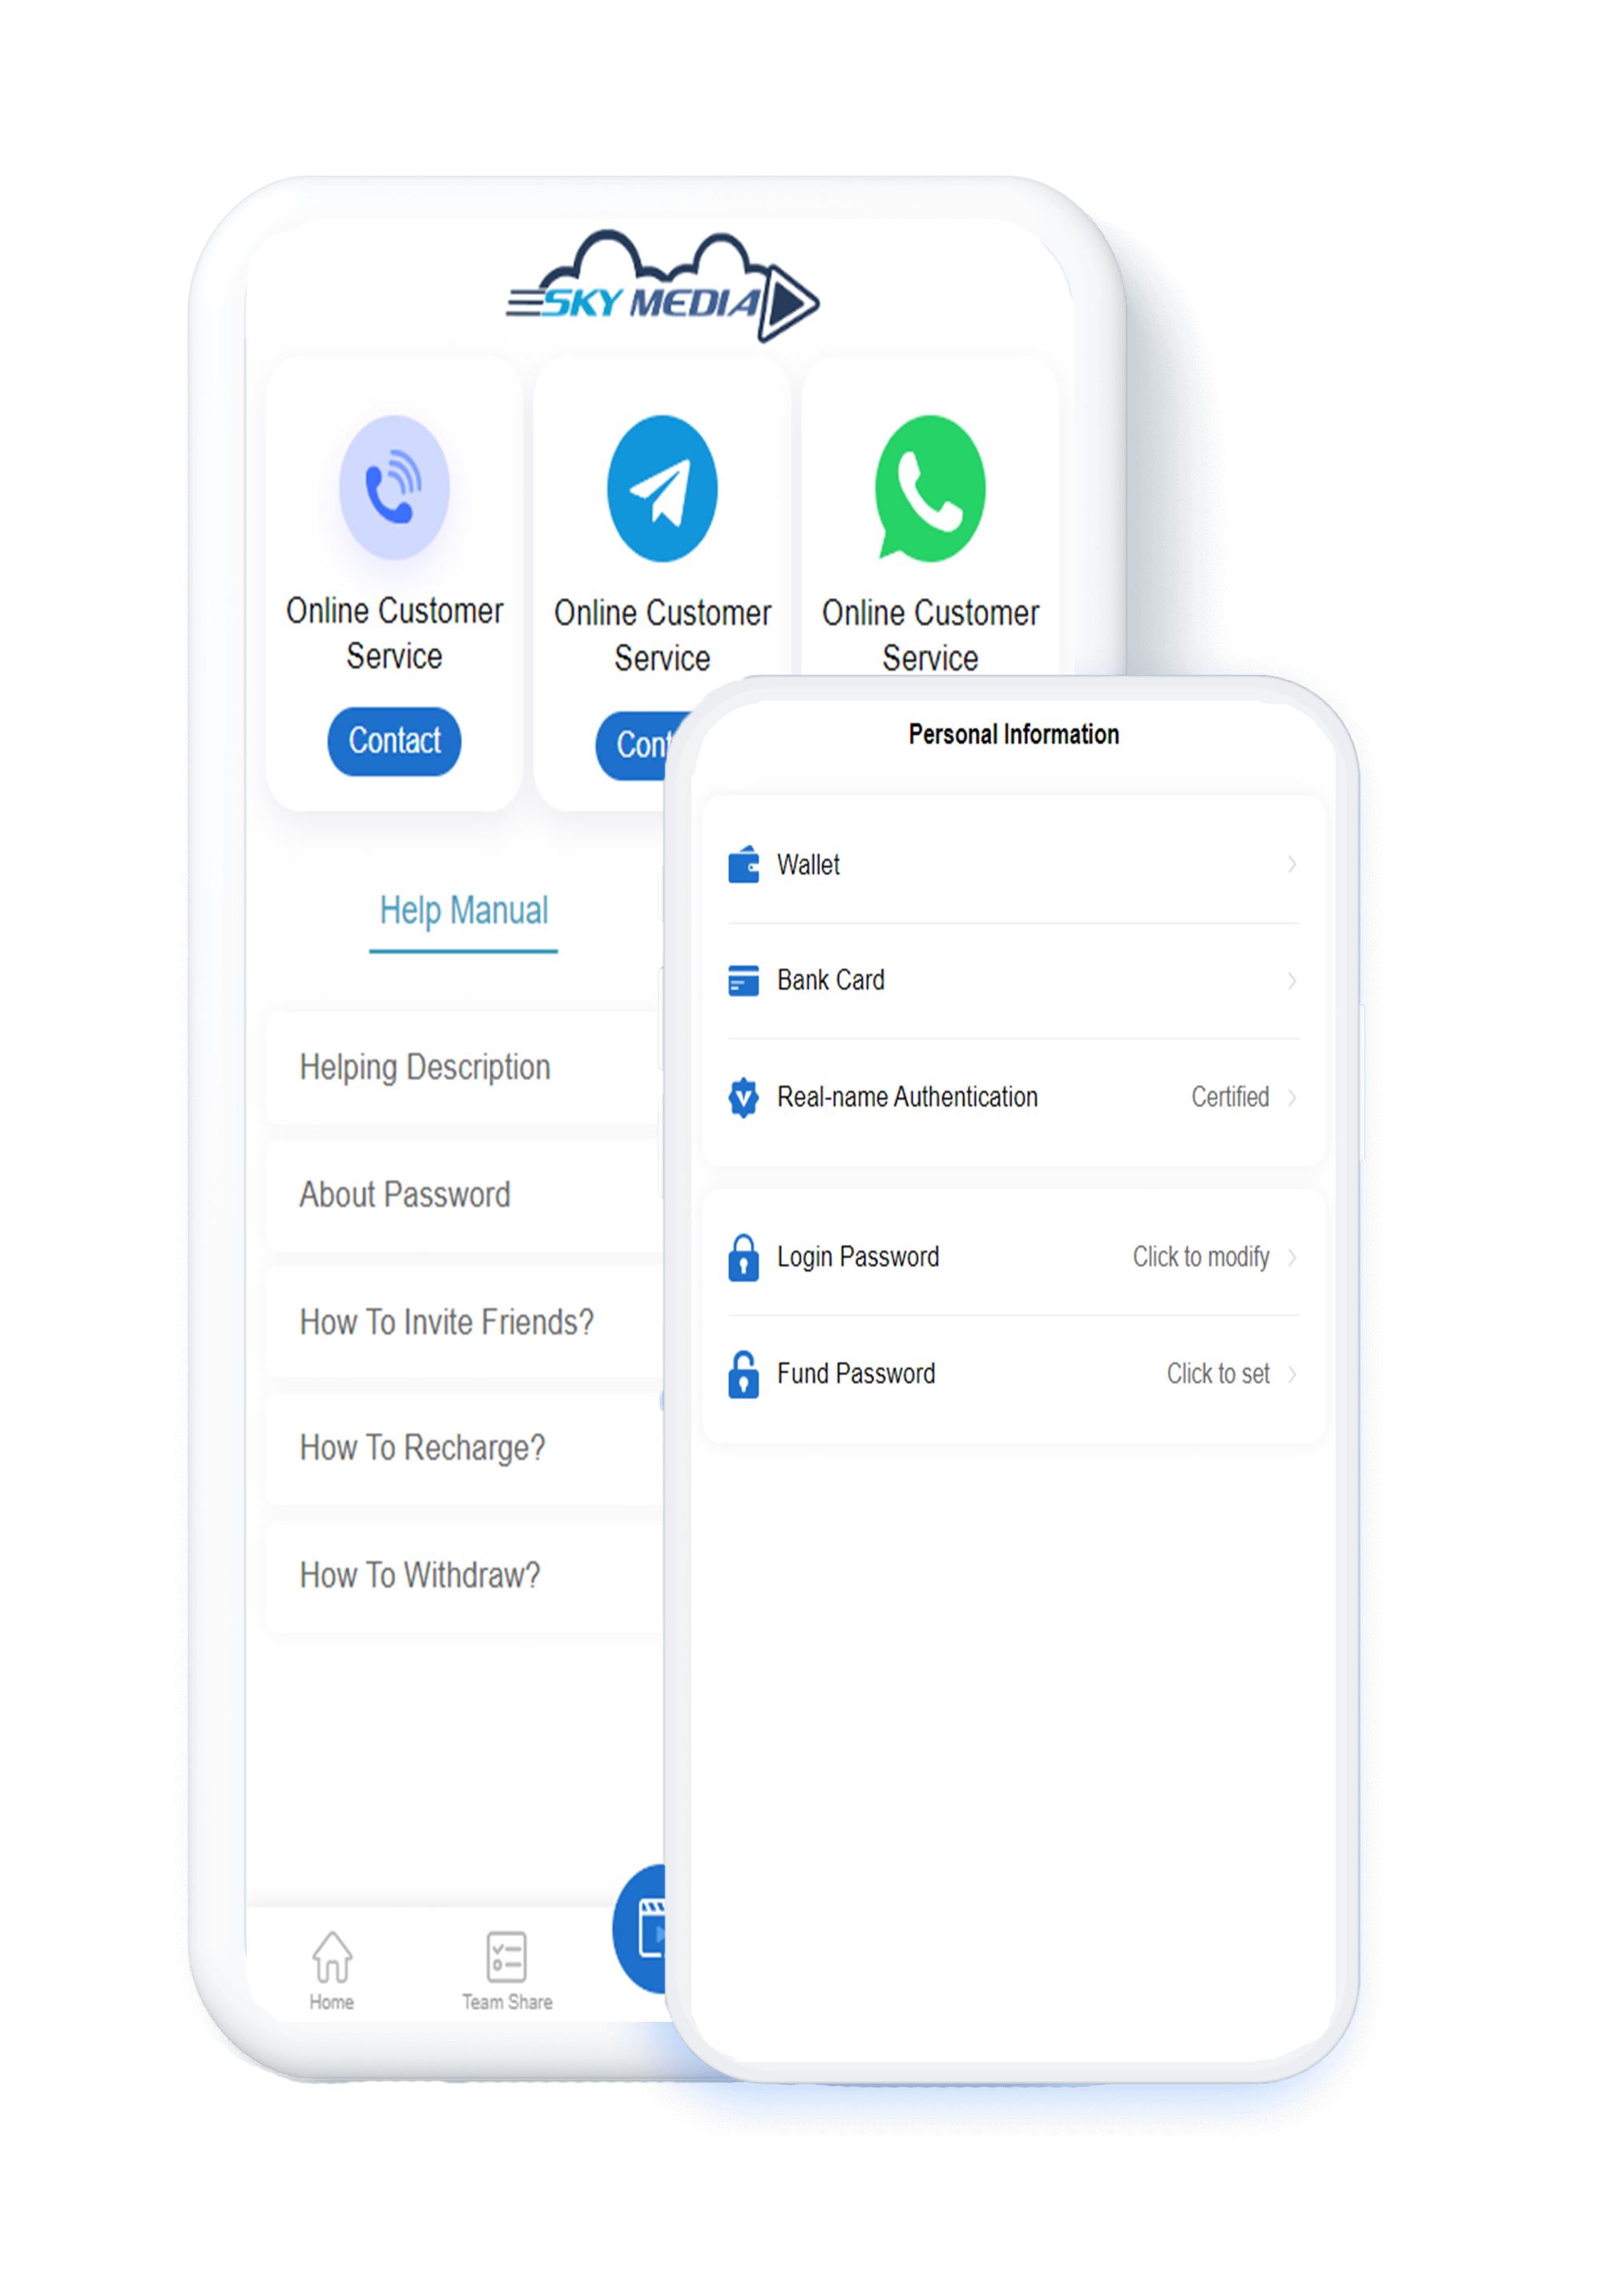 SKY MEDIA
Online Customer
Service
Contact
Online Customer
Service
Online Customer
Service
Help Manual
Helping Description
About Password
How To Invite Friends?
How To Recharge?
How To Withdraw?
Home
Team Share
Personal Information
Wallet
Bank Card
Real-name Authentication Certified
Login Password Click to modify
Fund Password Click to set